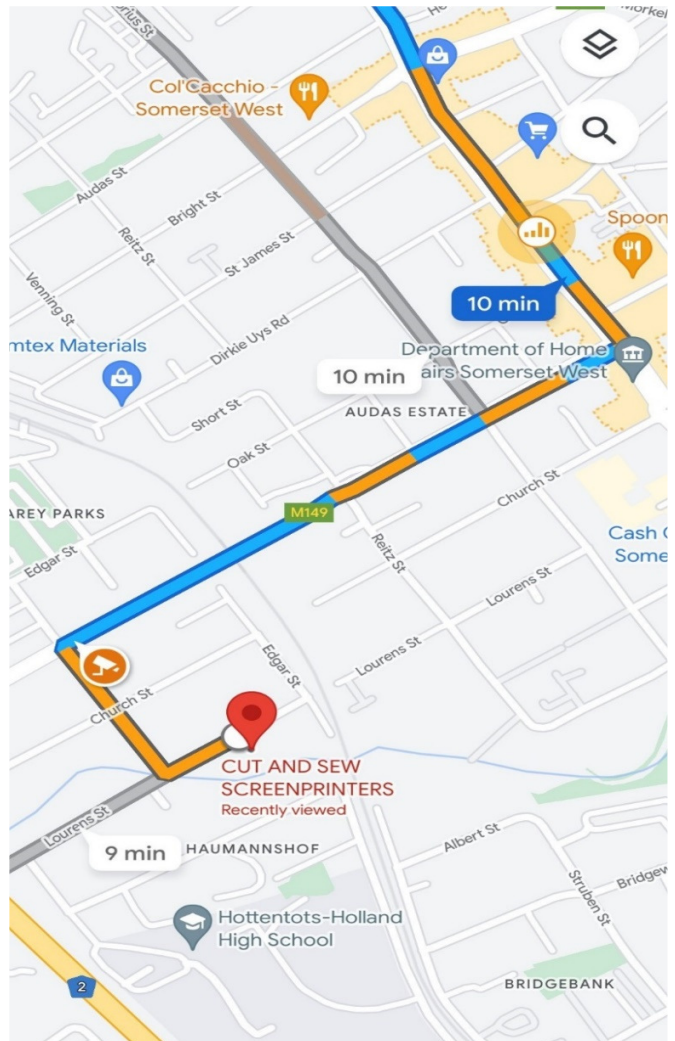 Morkel
Col'Cacchio -
Somerset West
Audas St
Bright St
Spoon
Reitz St
St James St
Venning St
10 min
Dirkie Uys Rd
mtex Materials
Department of Home
airs Somerset West
10 min
Short St
AUDAS ESTATE
Oak St
Church St
M149
AREY PARKS
Cash
Some
Reitz St
Edgar St
Lourens St
Edgar St
Lourens St
Church St
CUT AND SEW
SCREENPRINTERS
Recently viewed
Lourens St
9 min
HAUMANNSHOF
Albert St
Struben St
Bridgew
Hottentots-Holland
High School
2
BRIDGEBANK